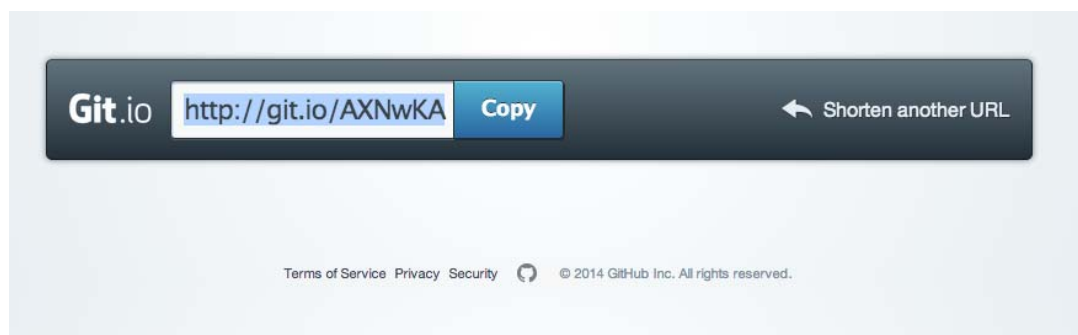 Git.io http://git.io/AXNwKA Copy Shorten another URL
Terms of Service Privacy Security © 2014 GitHub Inc. All rights reserved.